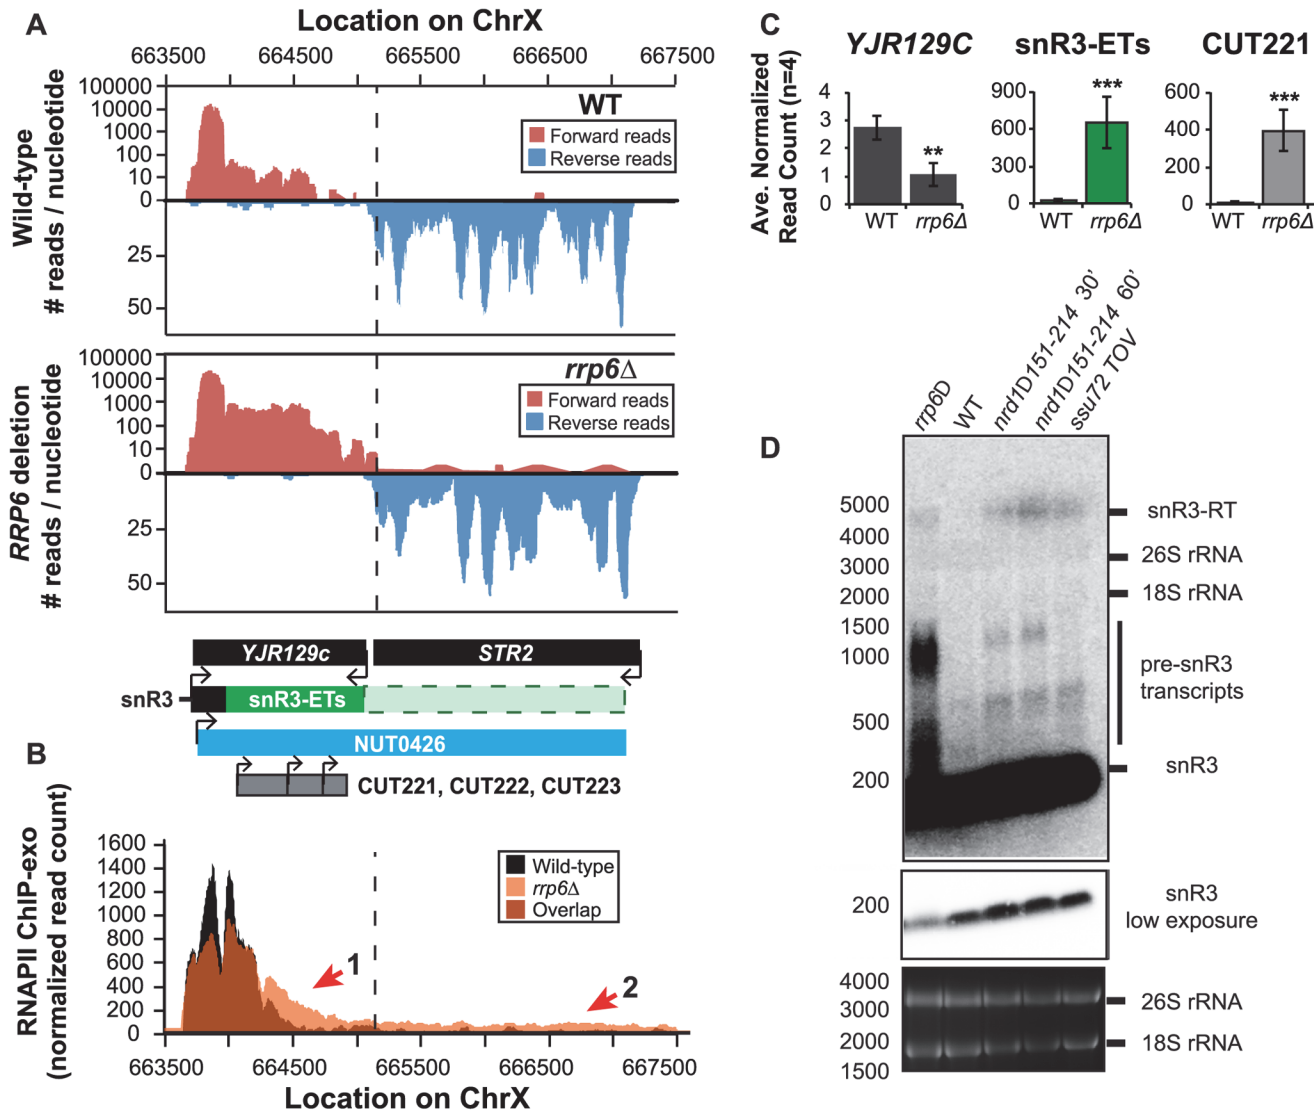 A
Location on ChrX
663500 664500 665500 666500 667500
Wild-type
# reads / nucleotide
100000
10000
1000
100
10
0
25
50
WT
Forward reads
Reverse reads
RRP6 deletion
# reads / nucleotide
100000
10000
1000
100
10
0
25
50
rrp6Δ
Forward reads
Reverse reads
YJR129c
STR2
snR3
snR3-ETs
NUT0426
CUT221, CUT222, CUT223
B
RNAPII ChIP-exo
(normalized read count)
1600
1400
1200
1000
800
600
400
200
0
Wild-type
rrp6Δ
Overlap
1
2
663500 664500 665500 666500 667500
Location on ChrX
C
Ave. Normalized
Read Count (n=4)
YJR129C
4
3
2
1
0
**
WT rrp6Δ
snR3-ETs
900
600
300
0
***
WT rrp6Δ
CUT221
600
400
200
0
***
WT rrp6Δ
D
rrp6D
WT
nrd1D151-214 30'
nrd1D151-214 60'
ssu72 TOV
5000
4000
3000
2000
1500
1000
500
200
snR3-RT
26S rRNA
18S rRNA
pre-snR3
transcripts
snR3
200
snR3
low exposure
4000
3000
2000
1500
26S rRNA
18S rRNA